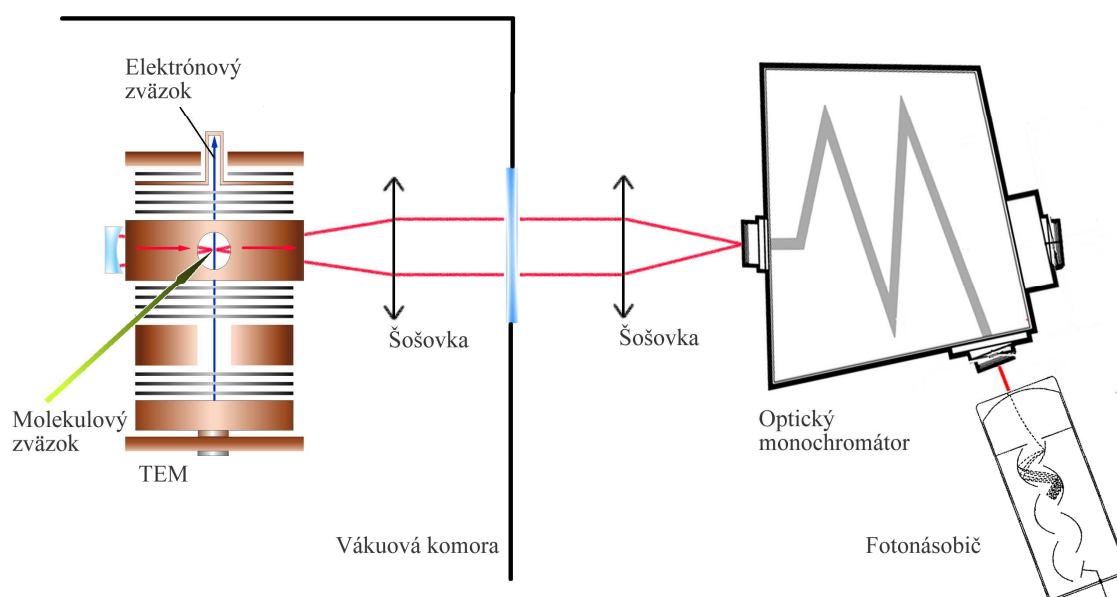 Elektrónový
zväzok
Šošovka
Šošovka
Molekulový
zväzok
Optický
monochromátor
TEM
Vákuová komora
Fotonásobič